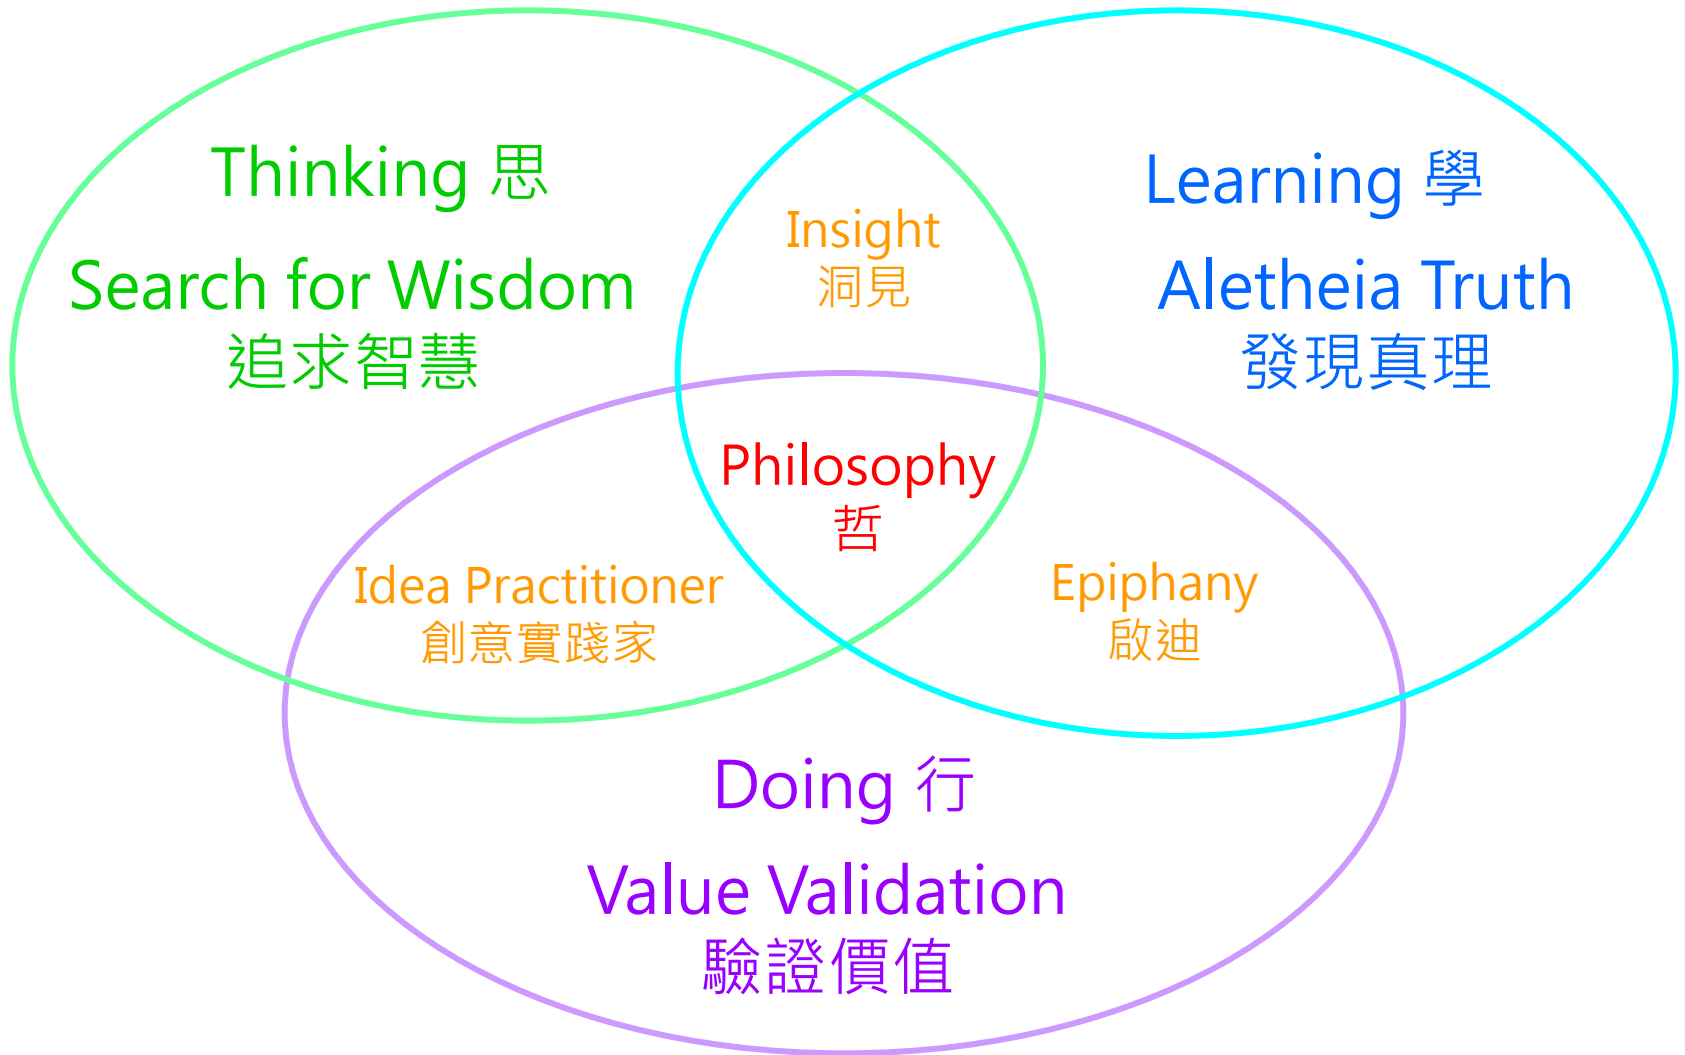 Thinking 思
Search for Wisdom
追求智慧
Insight
洞見
Learning 學
Aletheia Truth
發現真理
Philosophy
哲
Idea Practitioner
創意實踐家
Epiphany
啟迪
Doing 行
Value Validation
驗證價值